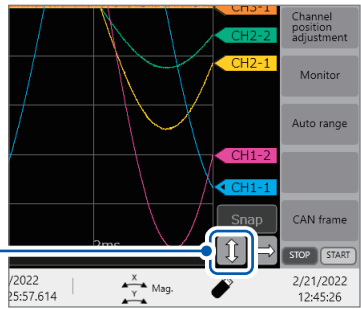 CH3-1
CH2-2
CH2-1
CH1-2
CH1-1
Channel
position
adjustment
Monitor
Auto range
Snap
CAN frame
2ms
STOP START
/2022
25:57.614
X
Y
Mag.
2/21/2022
12:45:26